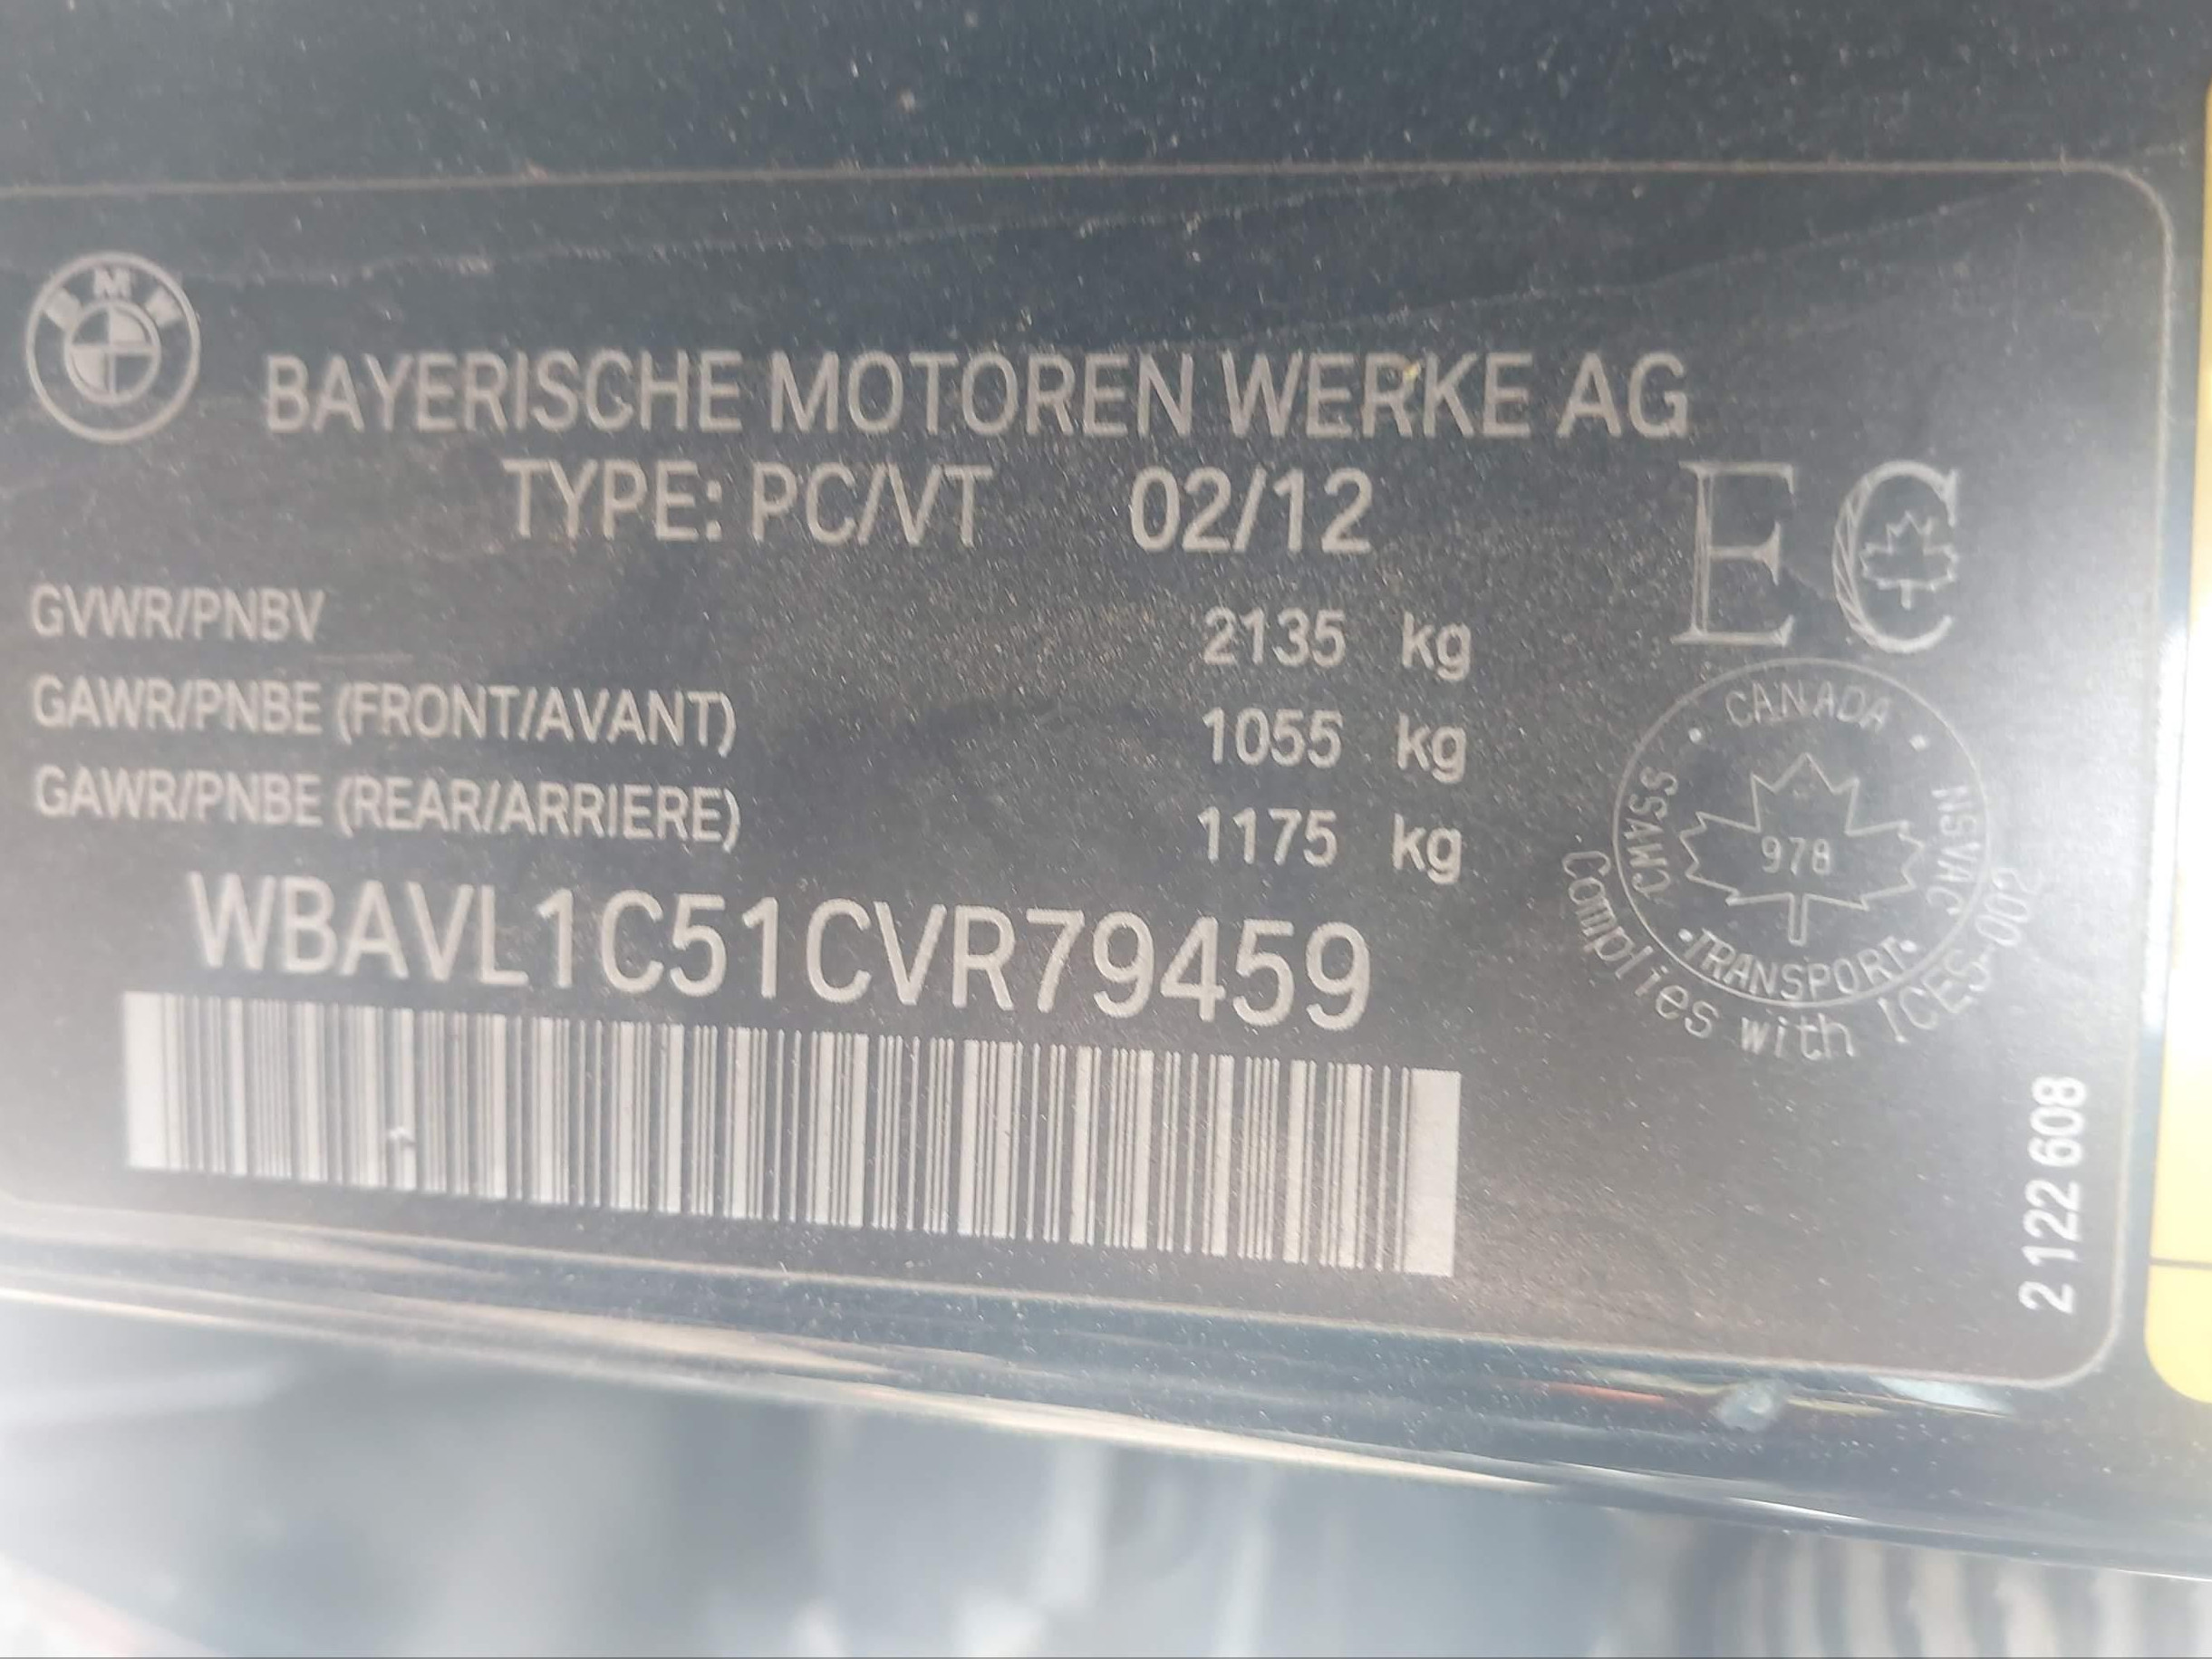 BMW
BAYERISCHE MOTOREN WERKE AG
TYPE: PC/VT 02/12
EC
GVWR/PNBV 2135 kg
GAWR/PNBE (FRONT/AVANT) 1055 kg
GAWR/PNBE (REAR/ARRIERE) 1175 kg
WBAVL1C51CVR79459
CANADA
CMVSS
NSVAC
978
TRANSPORT
Complies with ICES-002
2 122 608